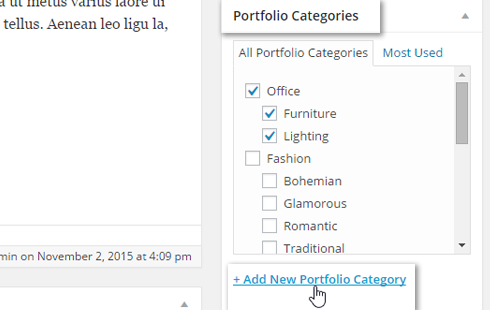 a ut metus varius laore ui
tellus. Aenean leo ligu la,
min on November 2, 2015 at 4:09 pm
Portfolio Categories
All Portfolio Categories
Most Used
Office
Furniture
Lighting
Fashion
Bohemian
Glamorous
Romantic
Traditional
+ Add New Portfolio Category